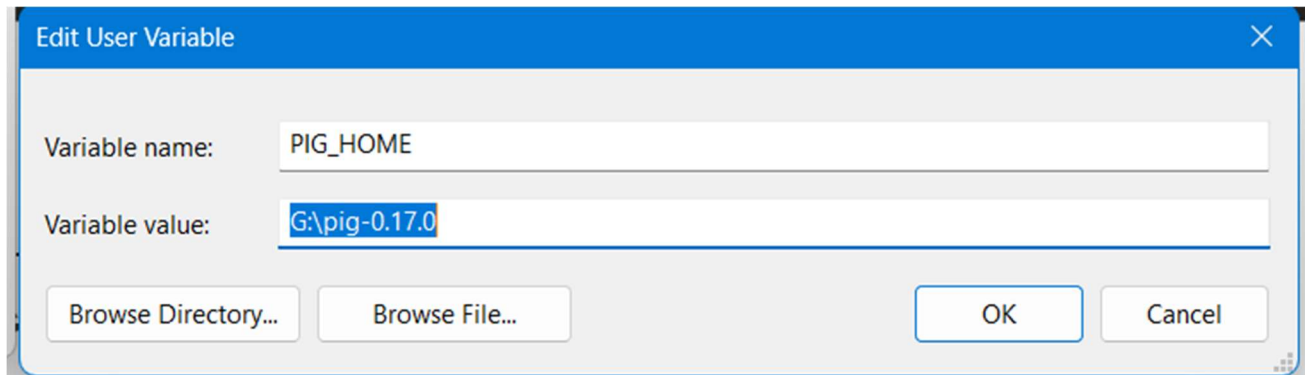 Edit User Variable
Variable name: PIG_HOME
Variable value: G:\pig-0.17.0
Browse Directory... Browse File... OK Cancel